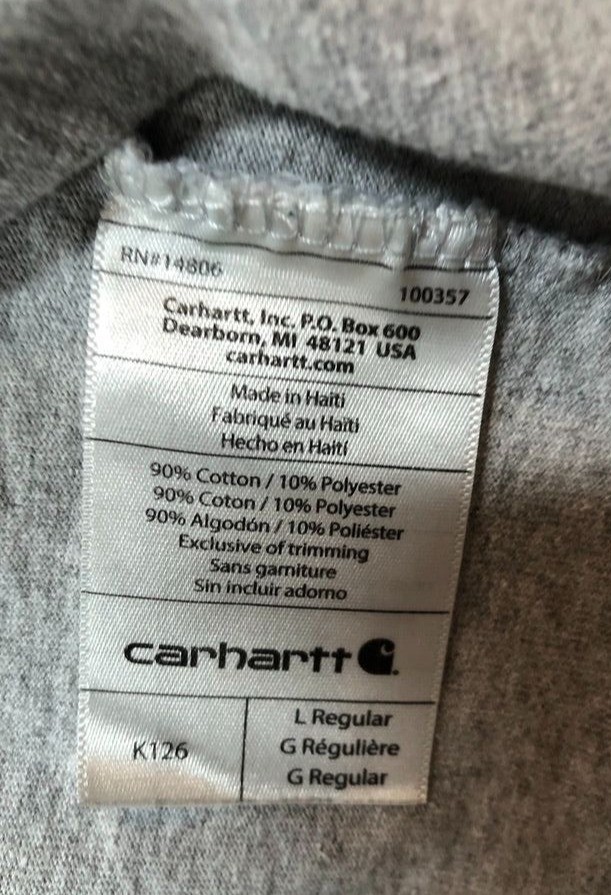 RN#14806
100357
Carhartt, Inc. P.O. Box 600
Dearborn, MI 48121 USA
carhartt.com
Made in Haiti
Fabriqué au Haïti
Hecho en Haití
90% Cotton / 10% Polyester
90% Coton / 10% Polyester
90% Algodón / 10% Poliéster
Exclusive of trimming
Sans garniture
Sin incluir adorno
carhartt
K126
L Regular
G Régulière
G Regular